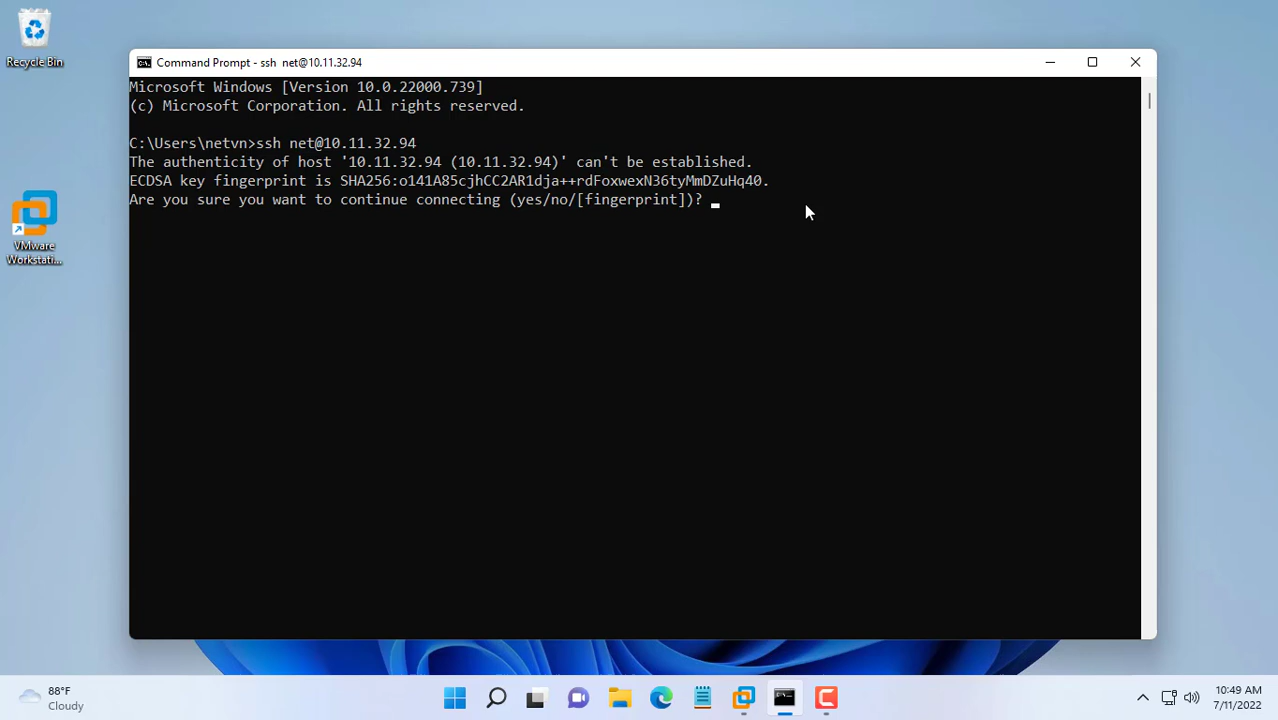 Recycle Bin
VMware
Workstati...
Command Prompt - ssh  net@10.11.32.94
Microsoft Windows [Version 10.0.22000.739]
(c) Microsoft Corporation. All rights reserved.
C:\Users\netvn>ssh net@10.11.32.94
The authenticity of host '10.11.32.94 (10.11.32.94)' can't be established.
ECDSA key fingerprint is SHA256:o141A85cjhCC2AR1dja++rdFoxwexN36tyMmDZuHq40.
Are you sure you want to continue connecting (yes/no/[fingerprint])?
88°F
Cloudy
10:49 AM
7/11/2022